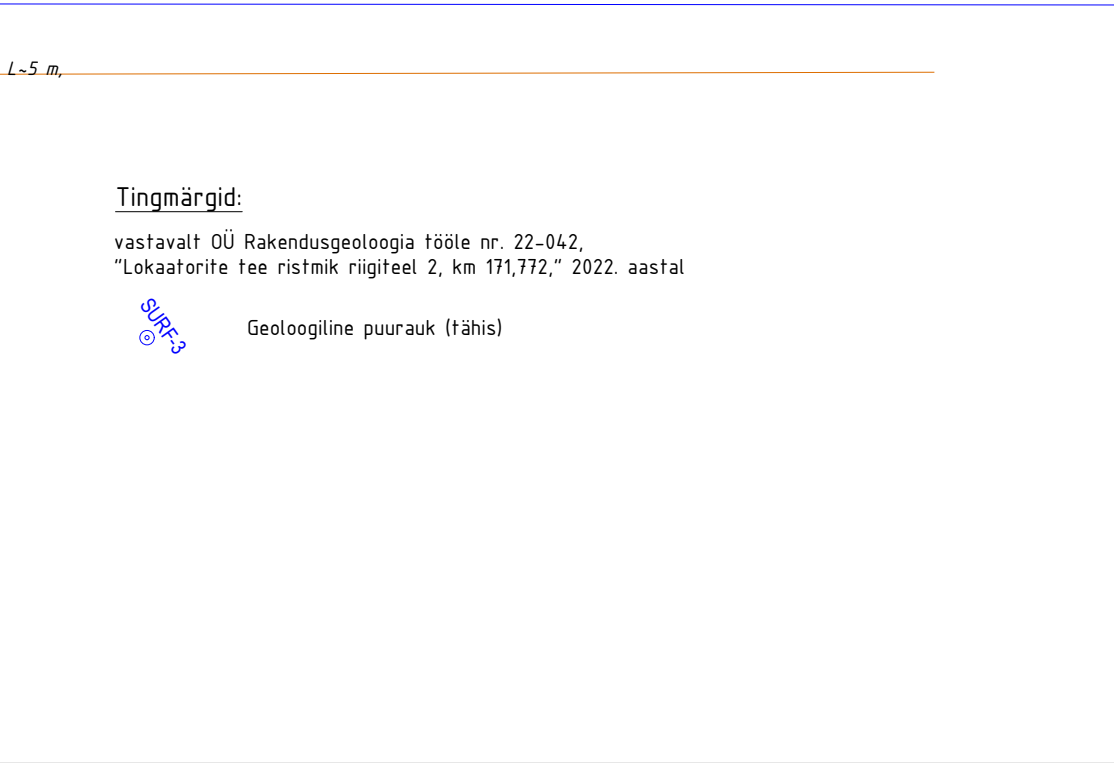 L~5 m,
Tingmärgid:
vastavalt OÜ Rakendusgeoloogia tööle nr. 22-042,
"Lokaatorite tee ristmik riigiteel 2, km 171,772," 2022. aastal
SURF-3
Geoloogiline puurauk (tähis)